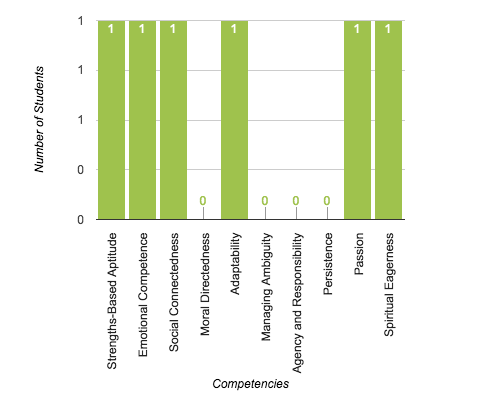 1
1
1
0
0
Number of Students
1
1
1
0
1
0
0
0
1
1
Strengths-Based Aptitude
Emotional Competence
Social Connectedness
Moral Directedness
Adaptability
Managing Ambiguity
Agency and Responsibility
Persistence
Passion
Spiritual Eagerness
Competencies